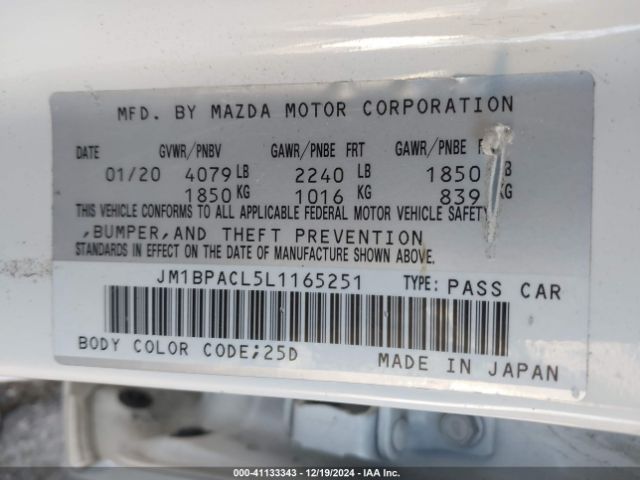 MFD. BY MAZDA MOTOR CORPORATION
DATE GVWR/PNBV GAWR/PNBE FRT GAWR/PNBE
01/20 4079 LB 2240 LB 1850
1850 KG 1016 KG 839 KG
THIS VEHICLE CONFORMS TO ALL APPLICABLE FEDERAL MOTOR VEHICLE SAFETY
,BUMPER,AND THEFT PREVENTION
STANDARDS IN EFFECT ON THE DATE OF MANUFACTURE SHOWN ABOVE.
JM1BPACL5L1165251 TYPE: PASS CAR
BODY COLOR CODE;25D MADE IN JAPAN
000-41133343 - 12/19/2024 - IAA Inc.